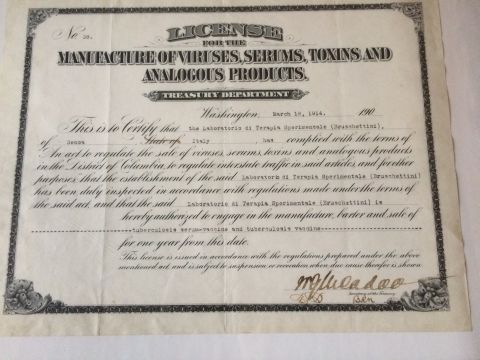 No 28.
LICENSE
FOR THE
MANUFACTURE OF VIRUSES, SERUMS, TOXINS AND
ANALOGOUS PRODUCTS.
TREASURY DEPARTMENT
Washington, March 18, 1914. 190
This is to Certify that the Laboratorio di Terapia Sperimentale (Bruschettini),
of Genoa State of Italy has complied with the terms of
An act to regulate the sale of viruses, serums, toxins and analogous products
in the District of Columbia, to regulate interstate traffic in said articles, and for other
purposes, that the establishment of the said Laboratorio di Terapia Sperimentale (Bruschettini)
has been duly inspected in accordance with regulations made under the terms of
the said act, and that the said Laboratorio di Terapia Sperimentale (Bruschettini) is
hereby authorized to engage in the manufacture, barter and sale of
tuberculosis serum-vaccine and tuberculosis vaccine
for one year from this date.
This license is issued in accordance with the regulations prepared under the above
mentioned act, and is subject to suspension or revocation when due cause therefor is shown.
Secretary of the Treasury